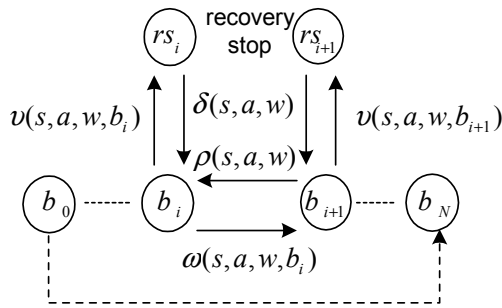 recovery
stop
rs_i rs_{i+1}
υ(s,a,w,b_i) δ(s,a,w) υ(s,a,w,b_{i+1})
ρ(s,a,w)
b_0 b_i b_{i+1} b_N
ω(s,a,w,b_i)